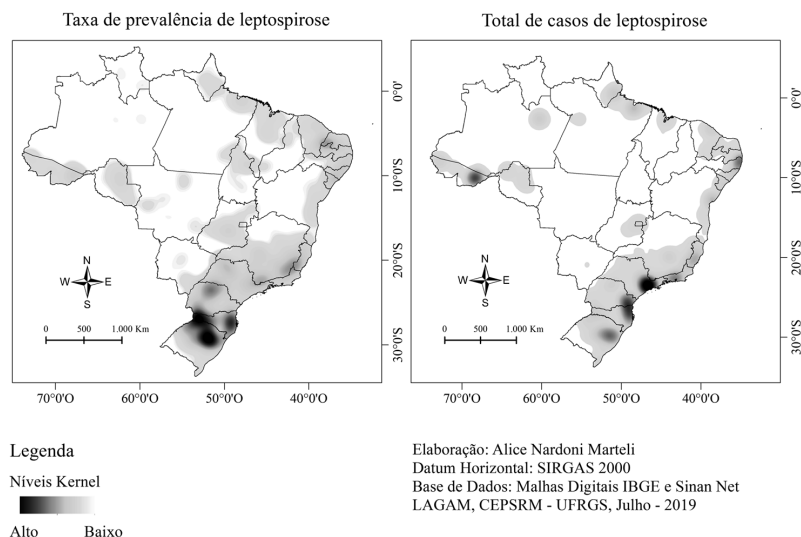 Taxa de prevalência de leptospirose
Total de casos de leptospirose
N
W E
S
0 500 1.000 Km
70°0'O 60°0'O 50°0'O 40°0'O
0°0'
10°0'S
20°0'S
30°0'S
N
W E
S
0 500 1.000 Km
70°0'O 60°0'O 50°0'O 40°0'O
0°0'
10°0'S
20°0'S
30°0'S
Legenda
Níveis Kernel
Alto Baixo
Elaboração: Alice Nardoni Marteli
Datum Horizontal: SIRGAS 2000
Base de Dados: Malhas Digitais IBGE e Sinan Net
LAGAM, CEPSRM - UFRGS, Julho - 2019